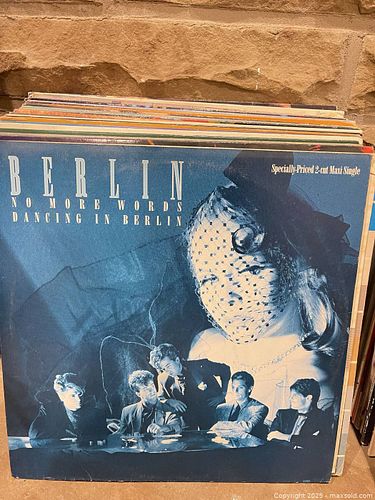 BERLIN
Specially-Priced 2-cut Maxi Single
NO MORE WORDS
DANCING IN BERLIN
Copyright 2025 - maxsold.com